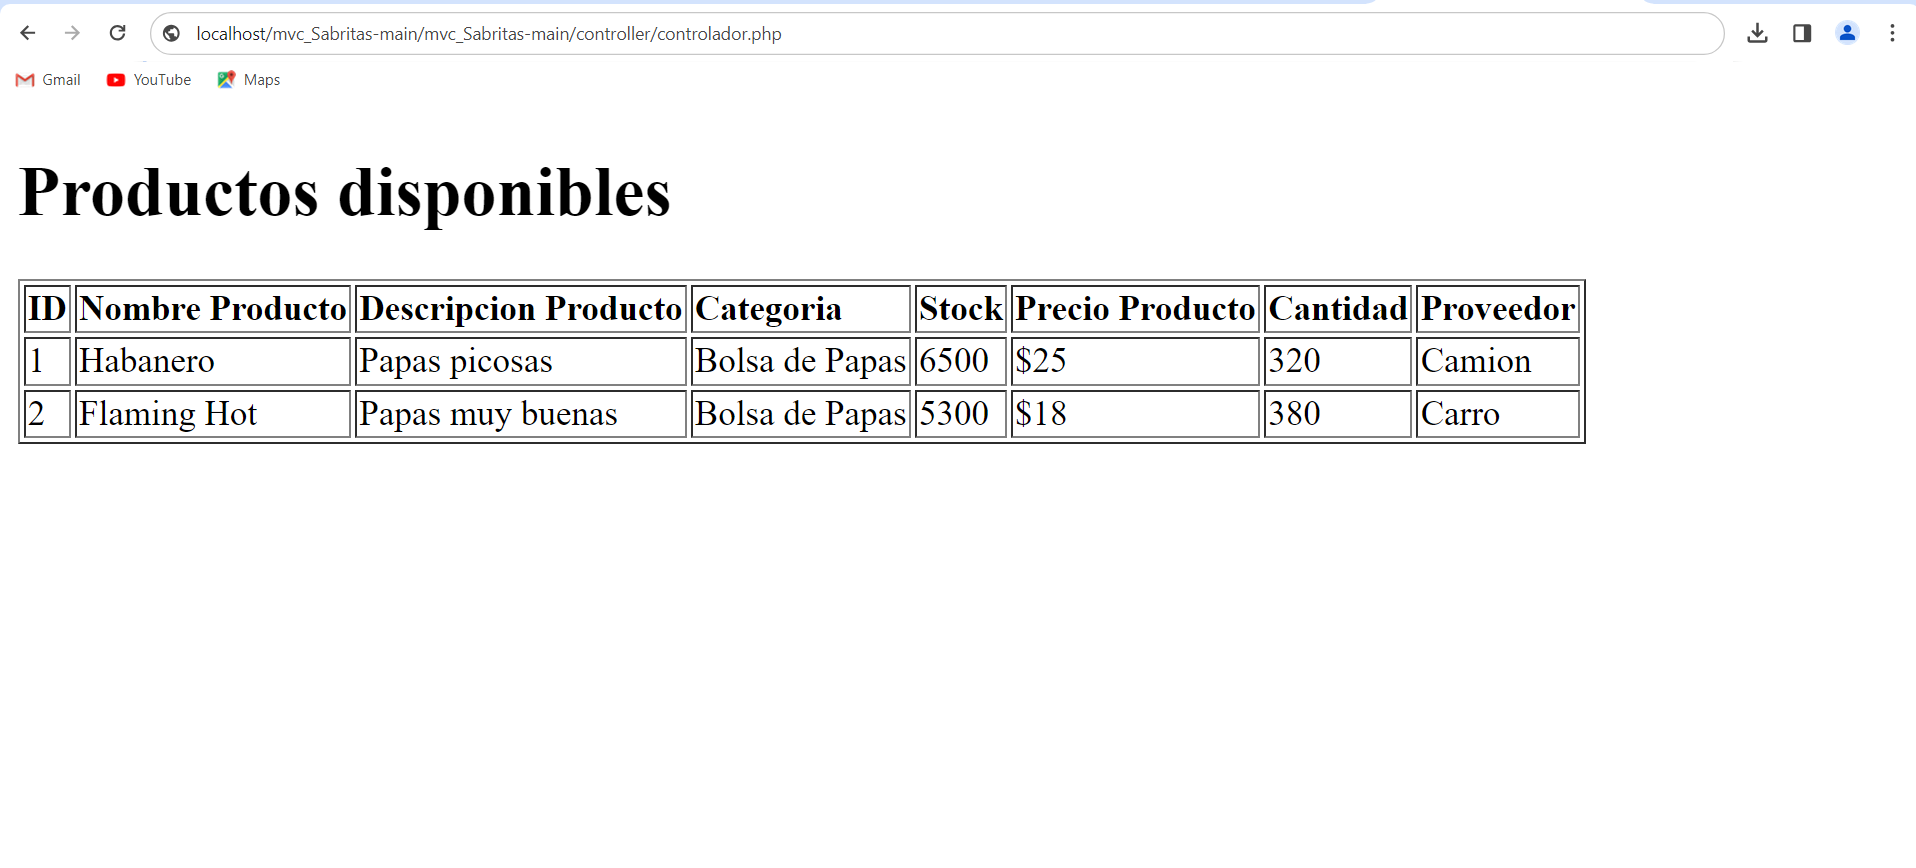 localhost/mvc_Sabritas-main/mvc_Sabritas-main/controller/controlador.php
Gmail YouTube Maps
Productos disponibles
ID Nombre Producto Descripcion Producto Categoria Stock Precio Producto Cantidad Proveedor
1 Habanero Papas picosas Bolsa de Papas 6500 $25 320 Camion
2 Flaming Hot Papas muy buenas Bolsa de Papas 5300 $18 380 Carro